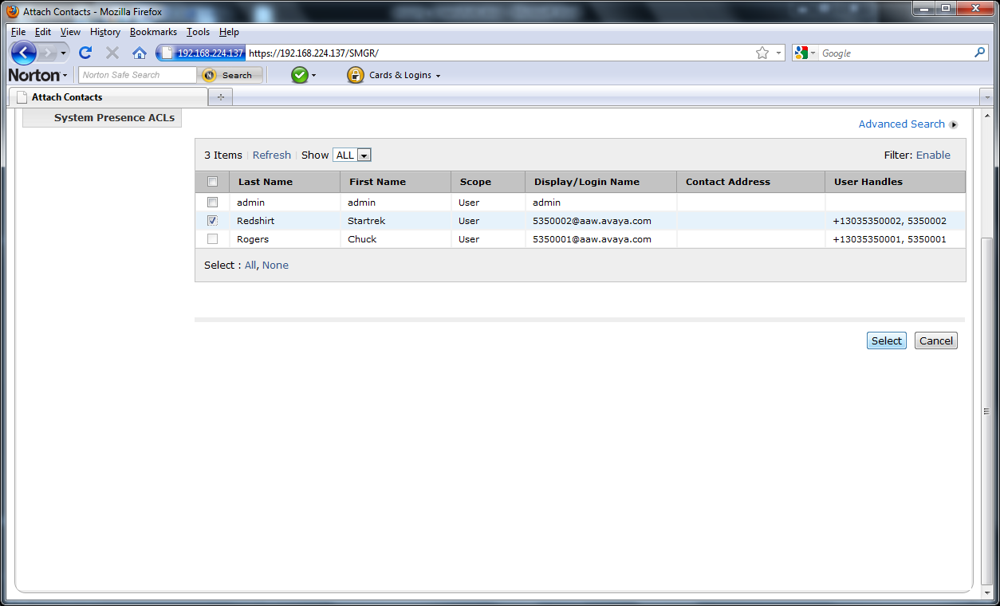 Attach Contacts - Mozilla Firefox
File Edit View History Bookmarks Tools Help
192.168.224.137 https://192.168.224.137/SMGR/ Google
Norton Norton Safe Search Search Cards & Logins
Attach Contacts
System Presence ACLs
Advanced Search
3 Items Refresh Show ALL Filter: Enable
Last Name First Name Scope Display/Login Name Contact Address User Handles
admin admin User admin
Redshirt Startrek User 5350002@aaw.avaya.com +13035350002, 5350002
Rogers Chuck User 5350001@aaw.avaya.com +13035350001, 5350001
Select : All, None
Select Cancel